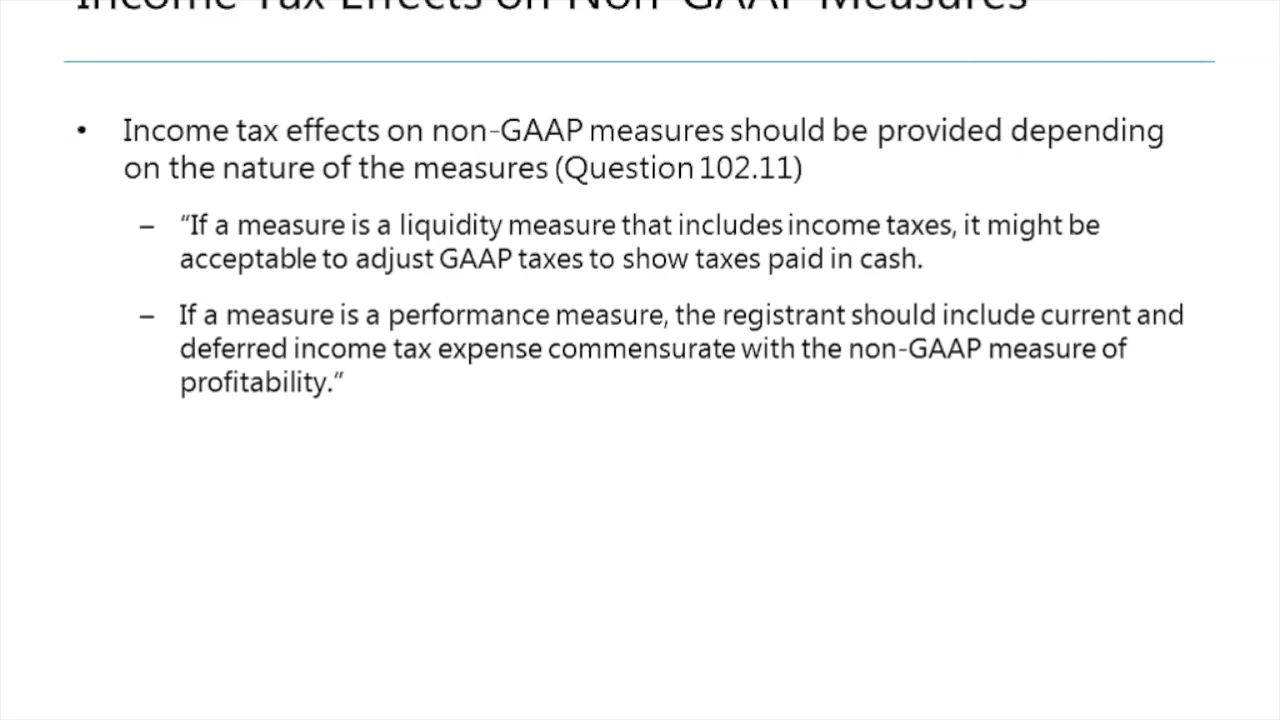 Income Tax Effects on Non-GAAP Measures
• Income tax effects on non-GAAP measures should be provided depending
on the nature of the measures (Question 102.11)
– “If a measure is a liquidity measure that includes income taxes, it might be
acceptable to adjust GAAP taxes to show taxes paid in cash.
– If a measure is a performance measure, the registrant should include current and
deferred income tax expense commensurate with the non-GAAP measure of
profitability.”